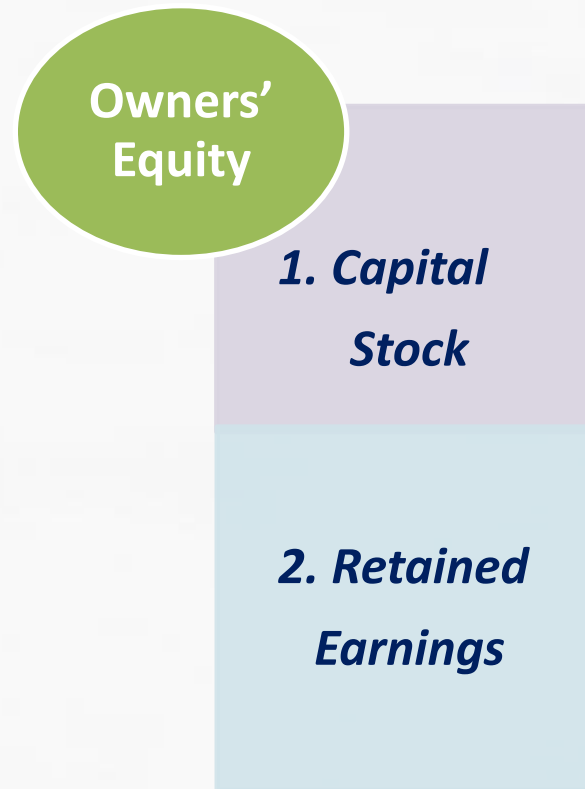 Owners’
Equity
1. Capital
Stock
2. Retained
Earnings